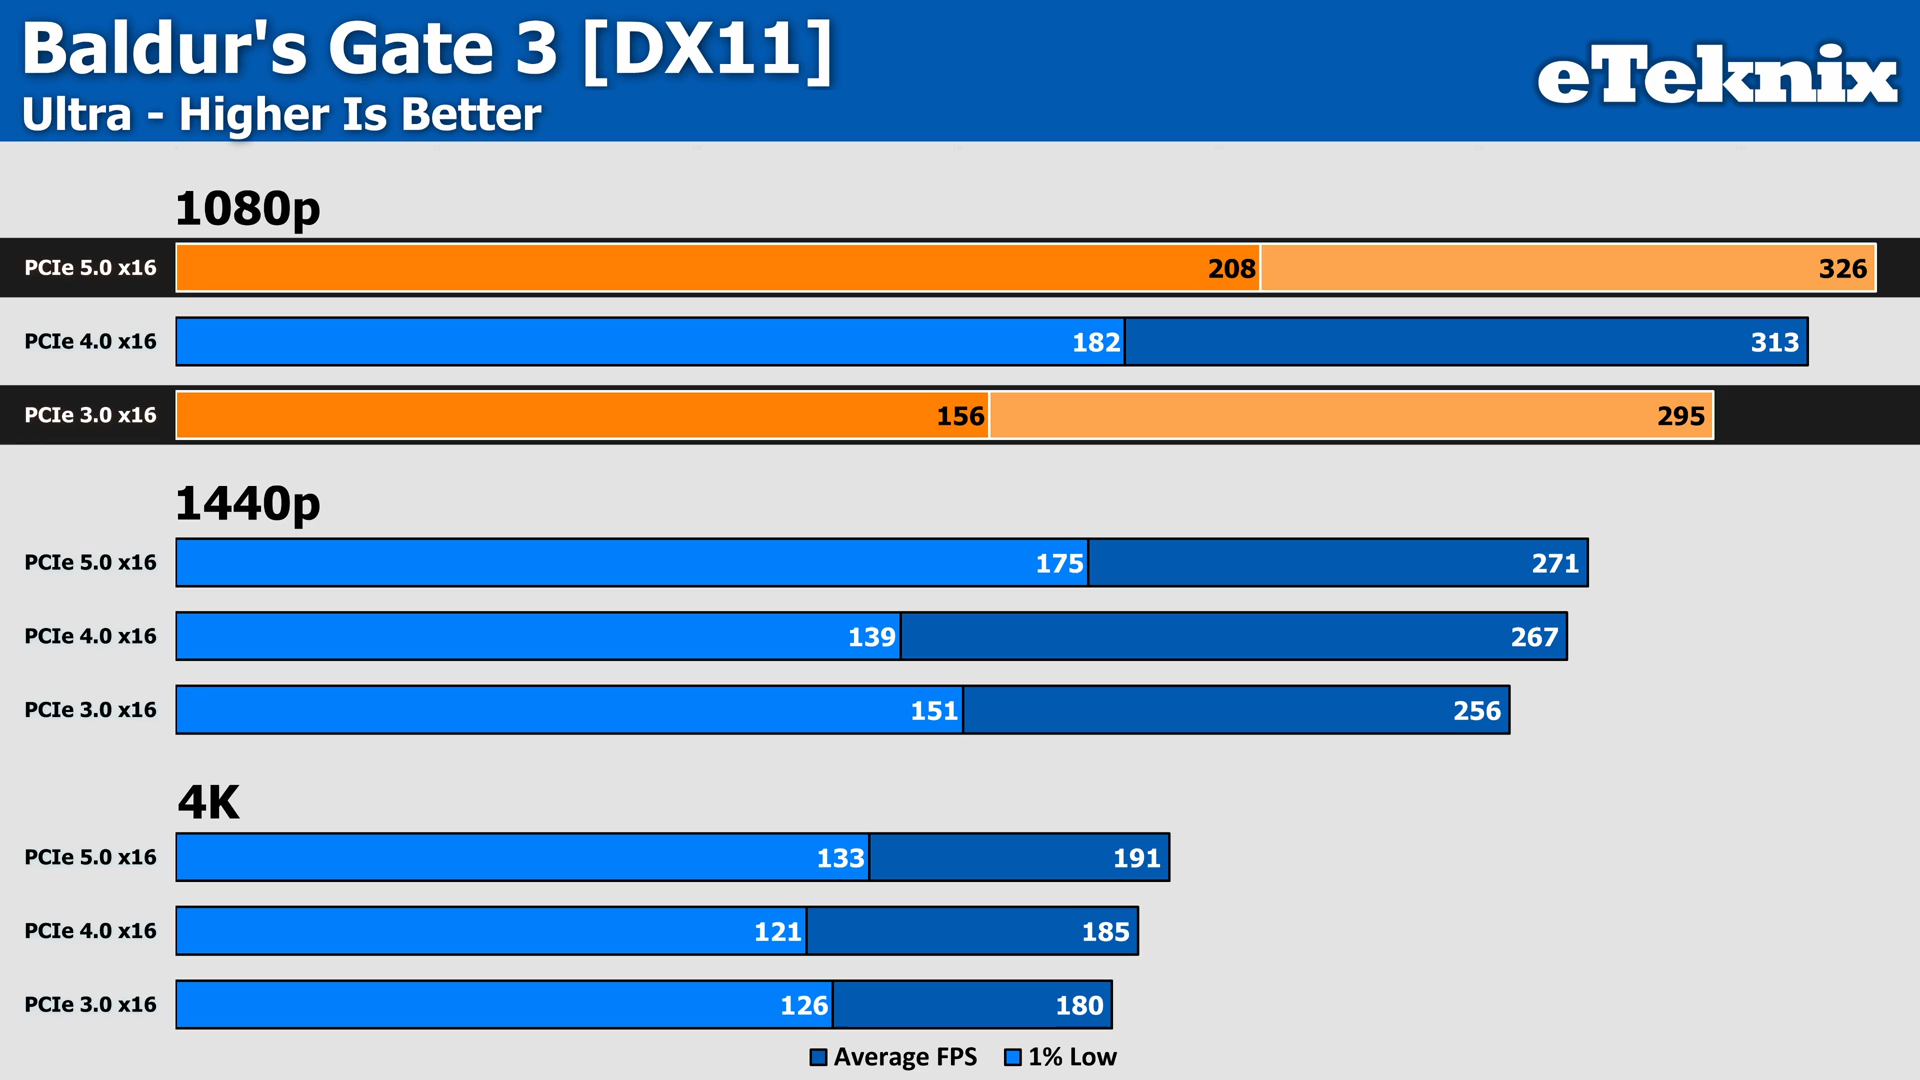 Baldur's Gate 3 [DX11]
Ultra - Higher Is Better
eTeknix
1080p
PCIe 5.0 x16 208 326
PCIe 4.0 x16 182 313
PCIe 3.0 x16 156 295
1440p
PCIe 5.0 x16 175 271
PCIe 4.0 x16 139 267
PCIe 3.0 x16 151 256
4K
PCIe 5.0 x16 133 191
PCIe 4.0 x16 121 185
PCIe 3.0 x16 126 180
Average FPS 1% Low